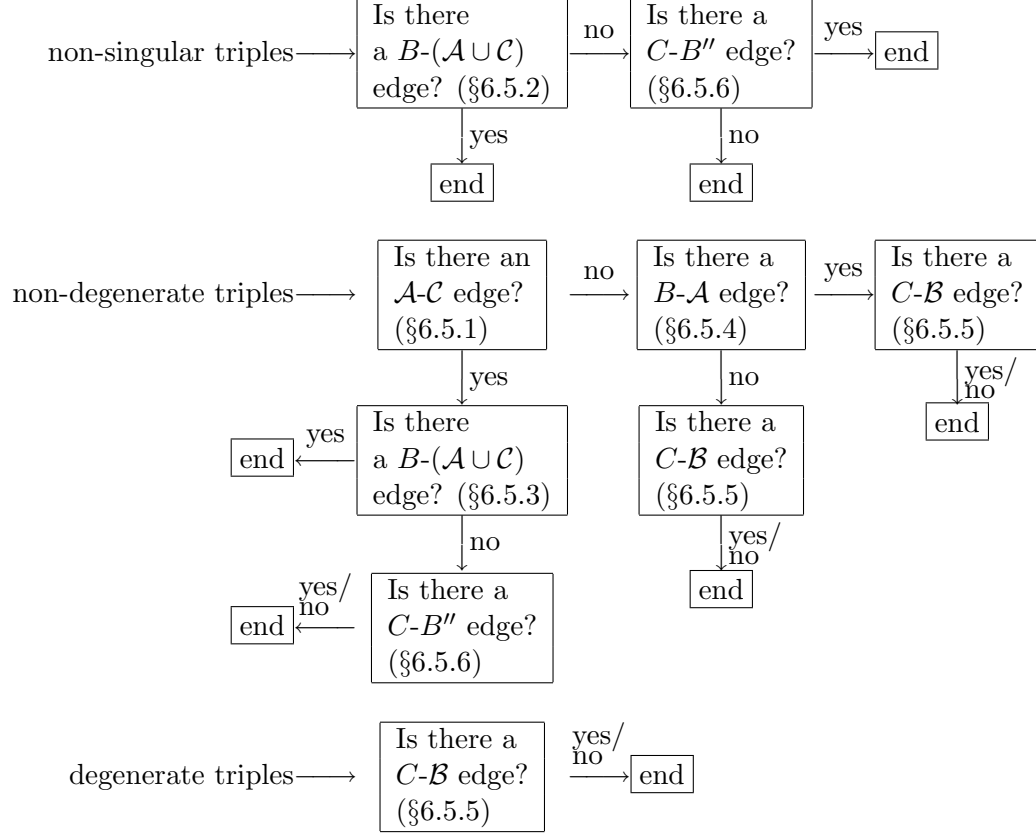 Is there
a B-(𝒜 ∪ 𝒞)
edge? (§6.5.2)
Is there a
C-B″ edge?
(§6.5.6)
non-singular triples
no
yes
end
yes
no
end
end
Is there an
𝒜-𝒞 edge?
(§6.5.1)
Is there a
B-𝒜 edge?
(§6.5.4)
Is there a
C-ℬ edge?
(§6.5.5)
non-degenerate triples
no
yes
yes
no
yes/
no
end
Is there
a B-(𝒜 ∪ 𝒞)
edge? (§6.5.3)
Is there a
C-ℬ edge?
(§6.5.5)
yes
end
no
yes/
no
end
Is there a
C-B″ edge?
(§6.5.6)
yes/
no
end
Is there a
C-ℬ edge?
(§6.5.5)
degenerate triples
yes/
no
end